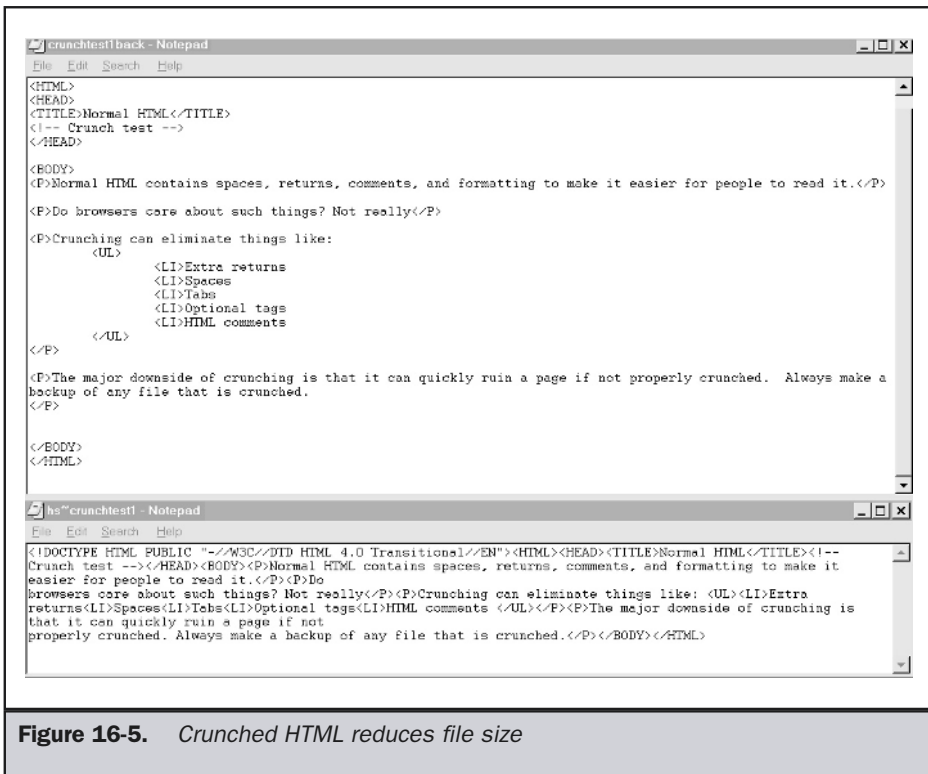 crunchtest1back - Notepad
File Edit Search Help
<HTML>
<HEAD>
<TITLE>Normal HTML</TITLE>
<!-- Crunch test -->
</HEAD>
<BODY>
<P>Normal HTML contains spaces, returns, comments, and formatting to make it easier for people to read it.</P>
<P>Do browsers care about such things? Not really</P>
<P>Crunching can eliminate things like:
<UL>
<LI>Extra returns
<LI>Spaces
<LI>Tabs
<LI>Optional tags
<LI>HTML comments
</UL>
</P>
<P>The major downside of crunching is that it can quickly ruin a page if not properly crunched.  Always make a
backup of any file that is crunched.
</P>
</BODY>
</HTML>
hs~crunchtest1 - Notepad
File Edit Search Help
<!DOCTYPE HTML PUBLIC "-//W3C//DTD HTML 4.0 Transitional//EN"><HTML><HEAD><TITLE>Normal HTML</TITLE><!--
Crunch test --></HEAD><BODY><P>Normal HTML contains spaces, returns, comments, and formatting to make it
easier for people to read it.</P><P>Do
browsers care about such things? Not really</P><P>Crunching can eliminate things like: <UL><LI>Extra
returns<LI>Spaces<LI>Tabs<LI>Optional tags<LI>HTML comments </UL></P><P>The major downside of crunching is
that it can quickly ruin a page if not
properly crunched. Always make a backup of any file that is crunched.</P></BODY></HTML>
Figure 16-5. Crunched HTML reduces file size